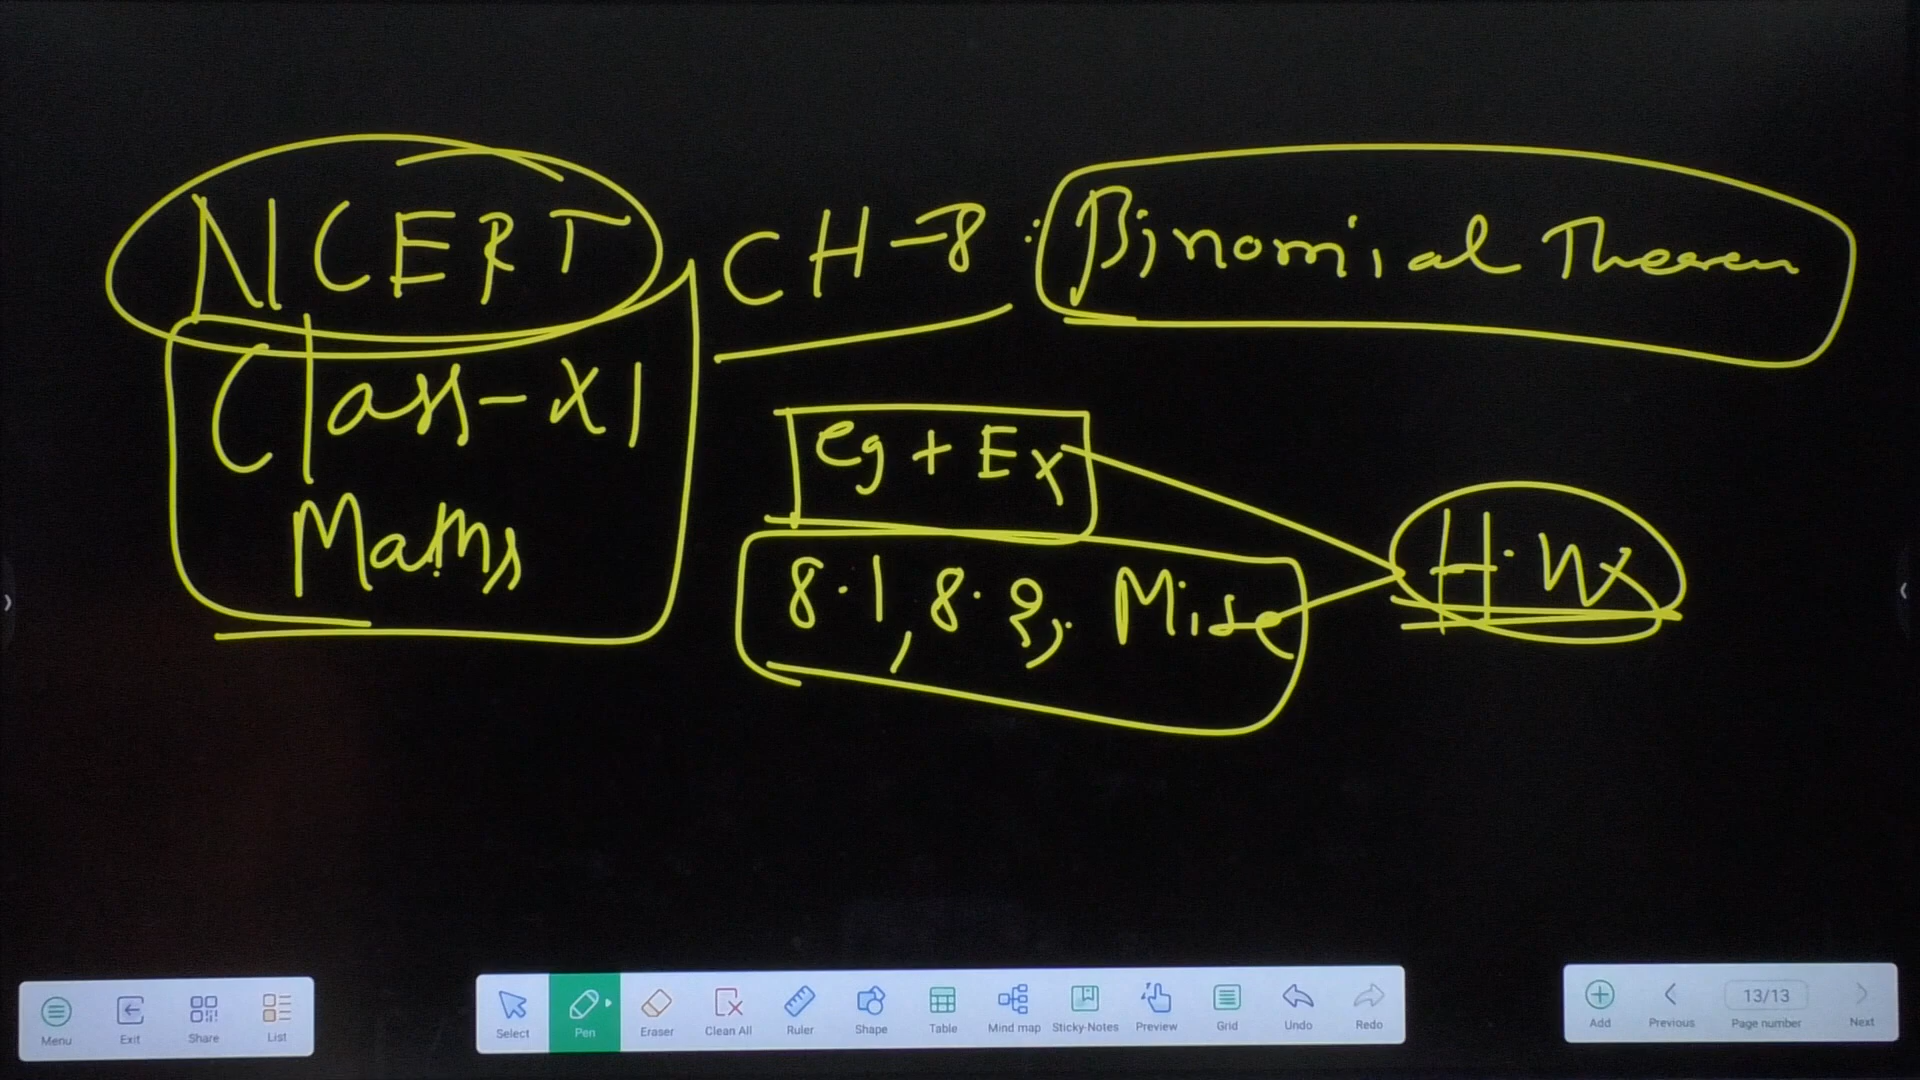 NCERT CH-8: Binomial Theorem
Class-XI
Maths
eg + Ex
8.1, 8.2, Misc
H.W
Menu Exit Share List
Select Pen Eraser Clean All Ruler Shape Table Mind map Sticky-Notes Preview Grid Undo Redo
Add Previous 13/13 Page number Next